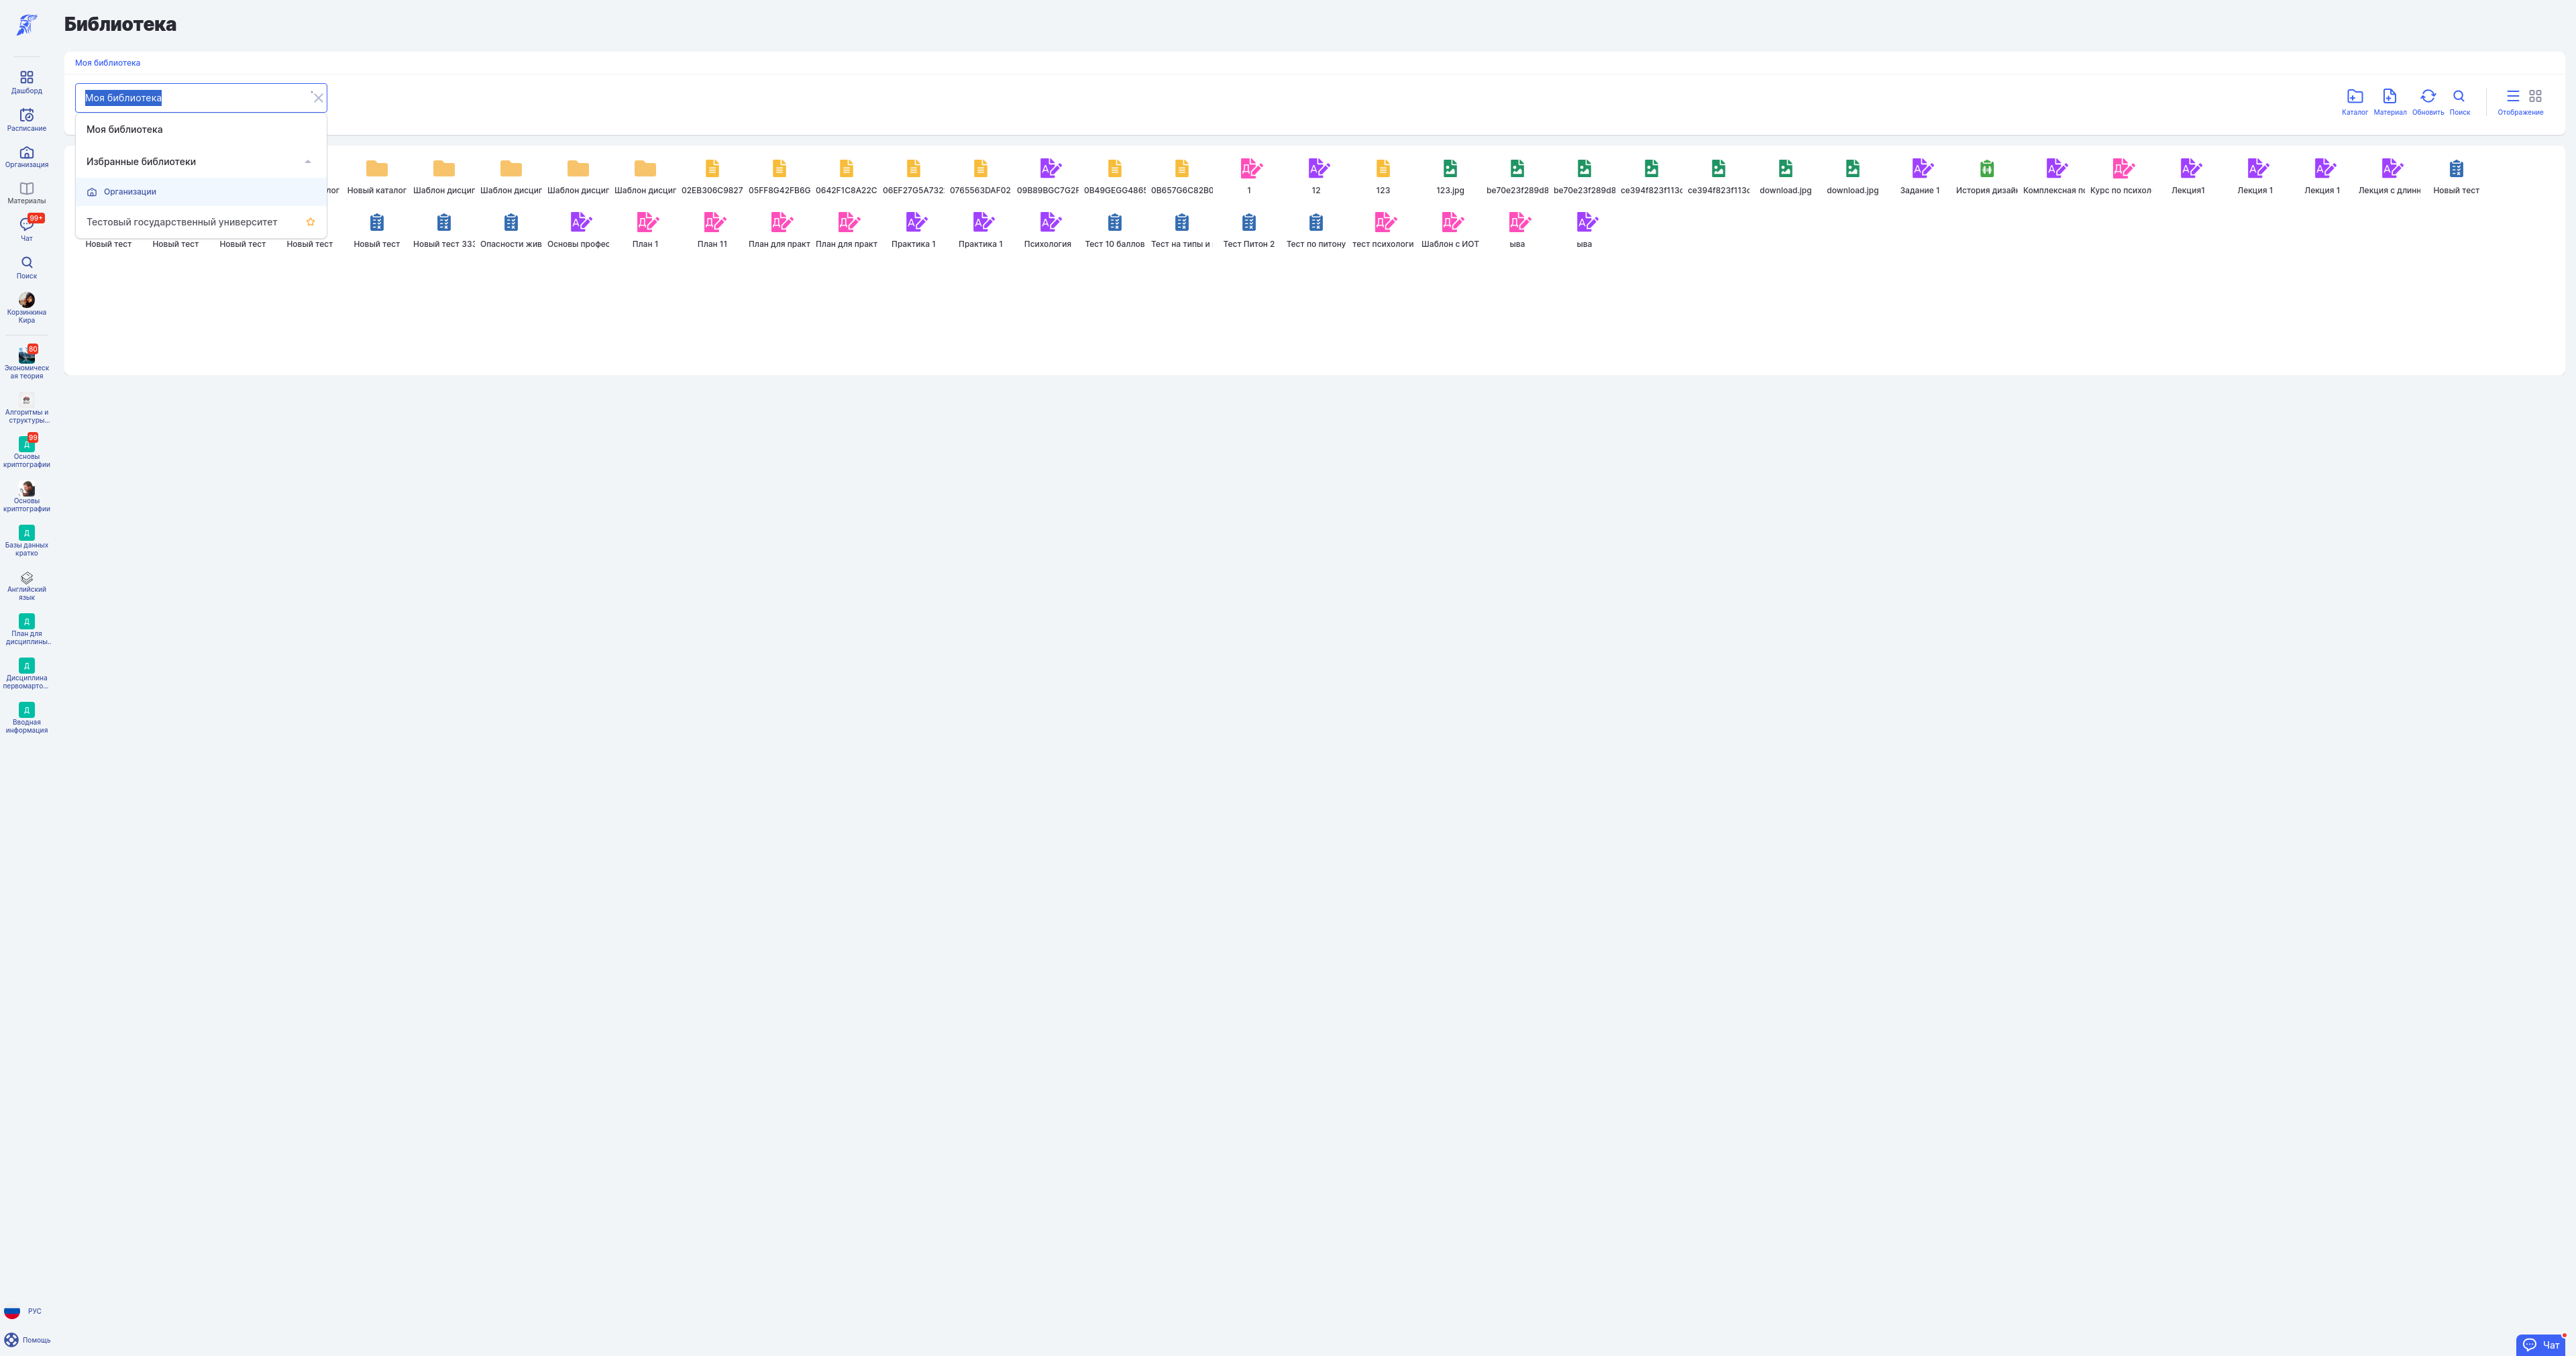 Библиотека
Моя библиотека
Моя библиотека
Моя библиотека
Избранные библиотеки
Организации
Тестовый государственный университет
Каталог Материал Обновить Поиск Отображение
Дашборд
Расписание
Организация
Материалы
99+
Чат
Поиск
Корзинкина
Кира
80
Экономическ
ая теория
Алгоритмы и
структуры...
Д 99
Основы
криптографии
Основы
криптографии
Д
Базы данных
кратко
Английский
язык
Д
План для
дисциплины...
Д
Дисциплина
первомарто...
Д
Вводная
информация
РУС
Помощь
лог Новый каталог Шаблон дисциг Шаблон дисциг Шаблон дисциг Шаблон дисциг 02EB306C9827 05FF8G42FB6G 0642F1C8A22C 06EF27G5A732 0765563DAF02 09B89BGC7G2F 0B49GEGG486 0B657G6C82B0 1 12 123 123.jpg be70e23f289d8 be70e23f289d8 ce394f823f113 ce394f823f113 download.jpg download.jpg Задание 1 История дизай Комплексная Курс по психол Лекция1 Лекция 1 Лекция 1 Лекция с длин Новый тест
Новый тест Новый тест Новый тест Новый тест Новый тест Новый тест 333 Опасности жив Основы профес План 1 План 11 План для практ План для практ Практика 1 Практика 1 Психология Тест 10 баллов Тест на типы и Тест Питон 2 Тест по питону тест психологи Шаблон с ИОТ ыва ыва
Чат